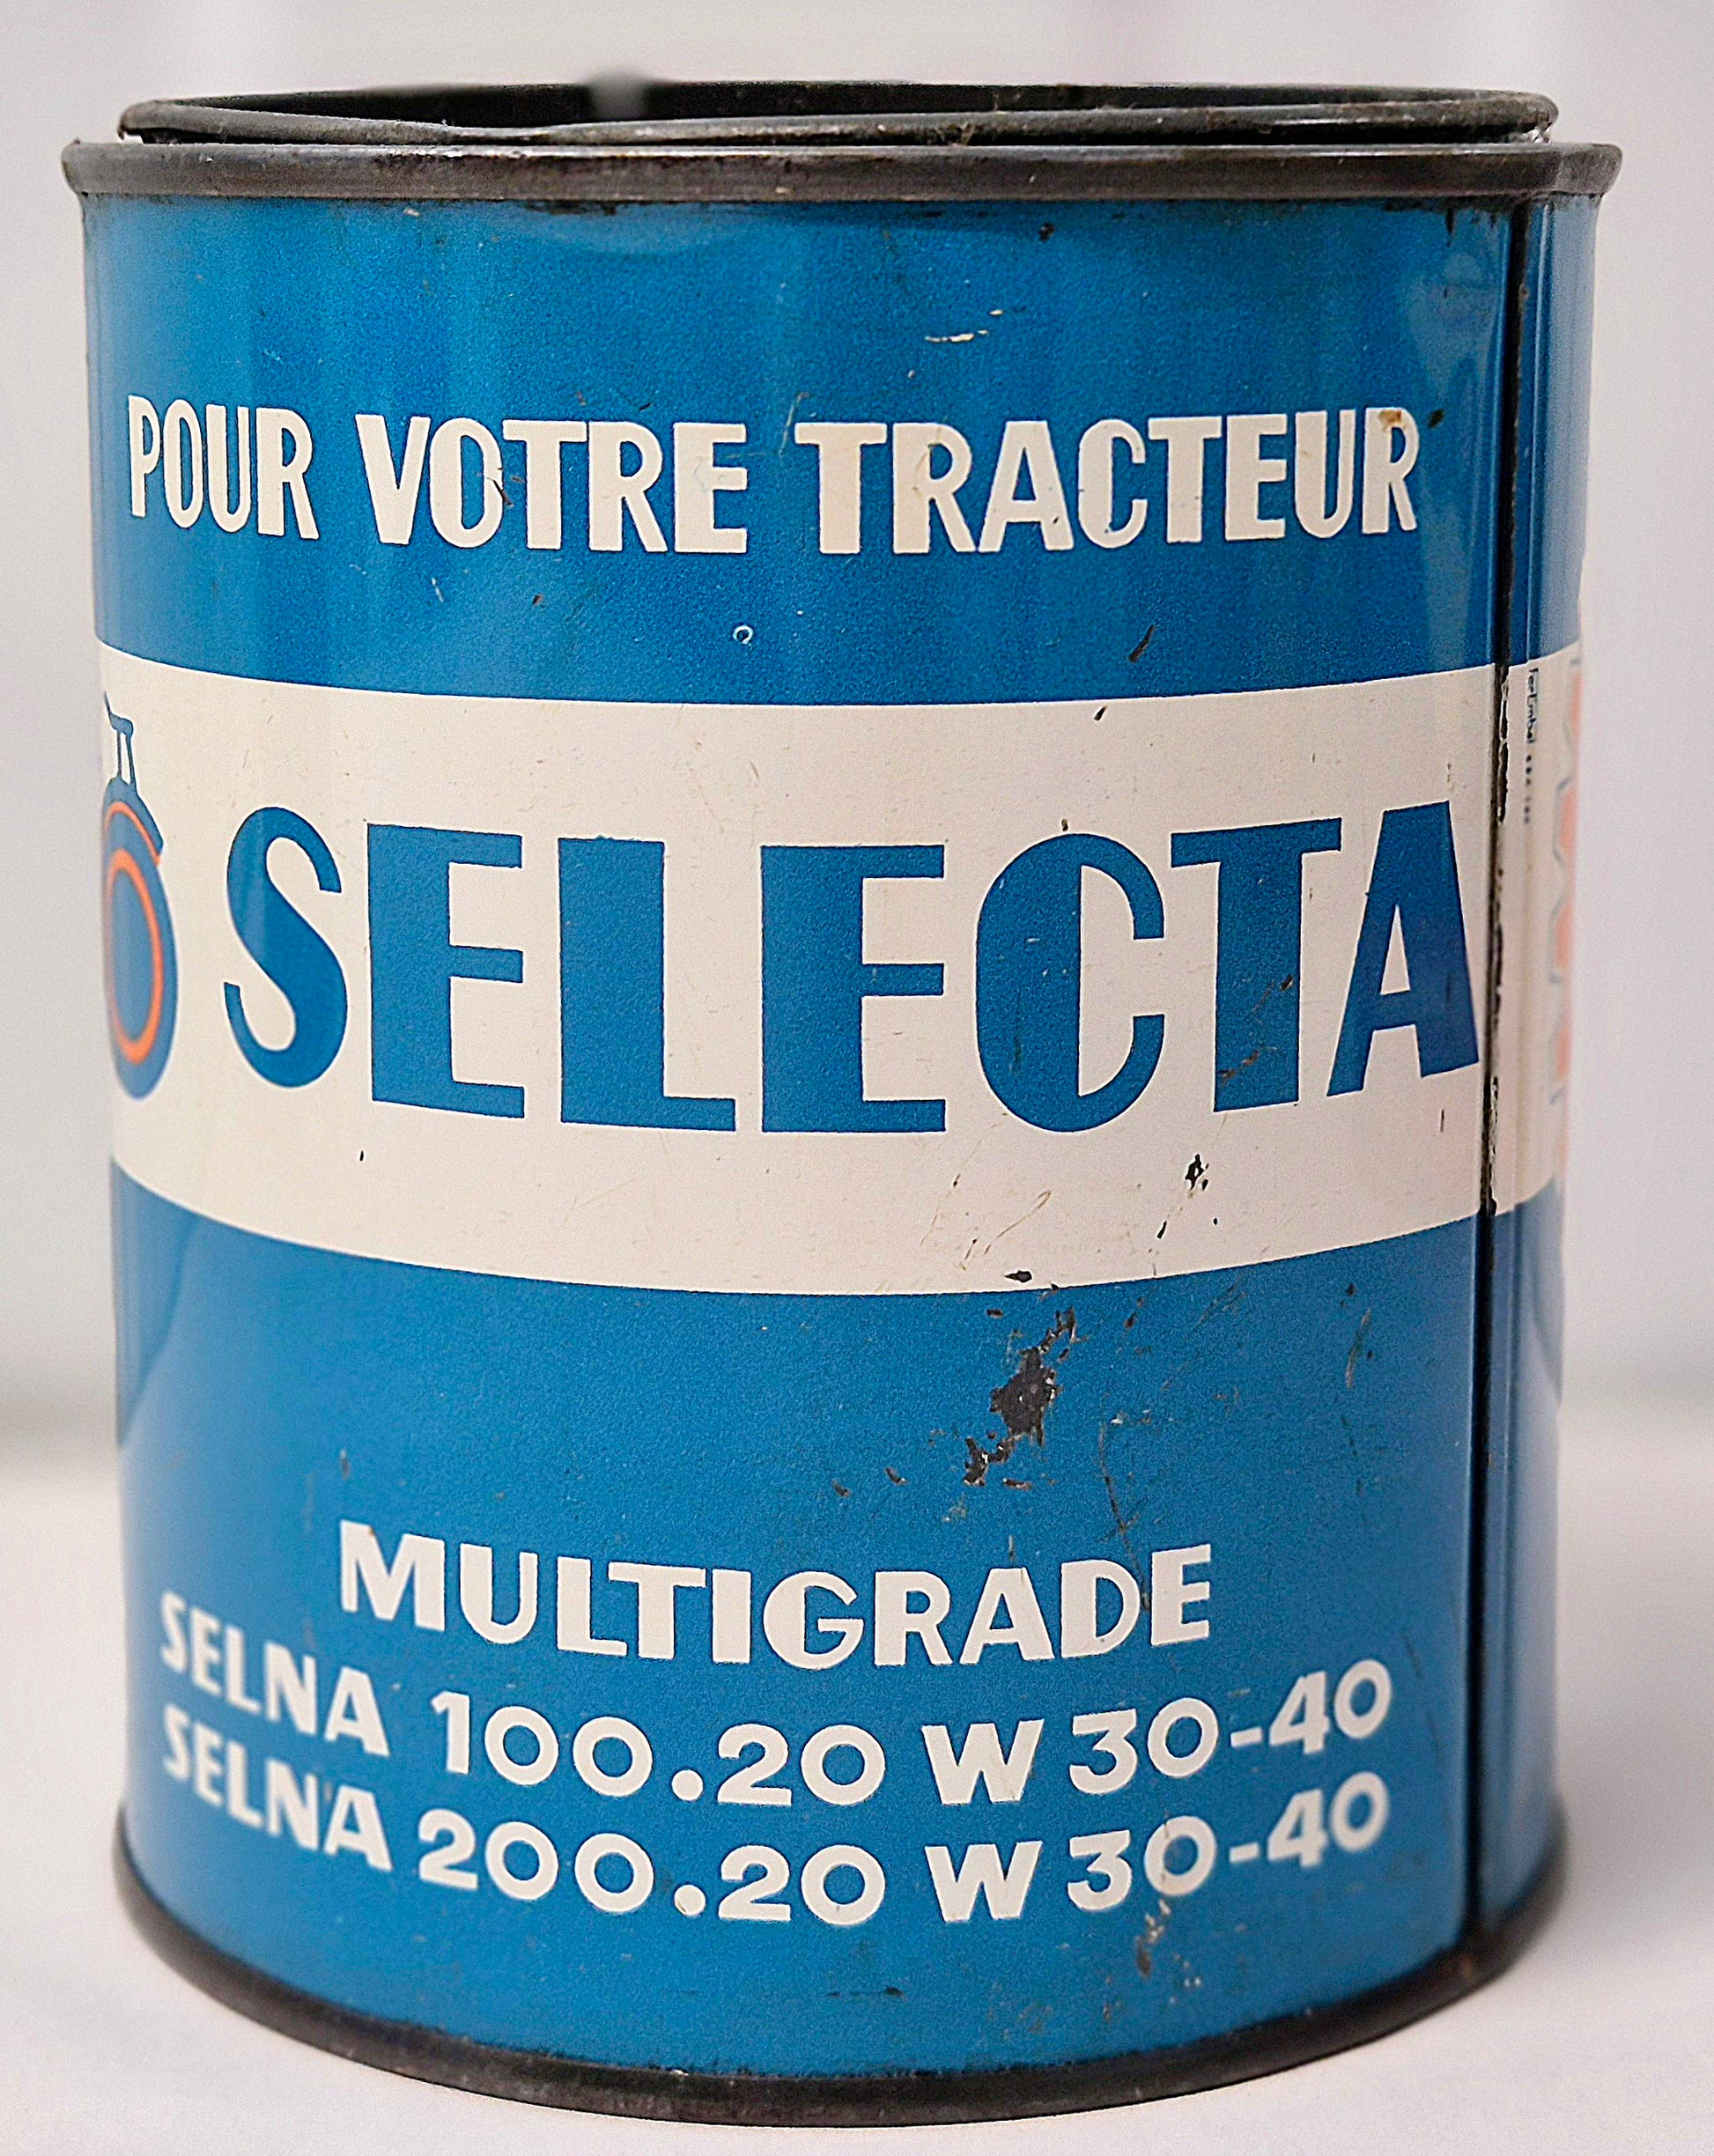 POUR VOTRE TRACTEUR
SELECTA
MULTIGRADE
SELNA 100.20 W 30-40
SELNA 200.20 W 30-40